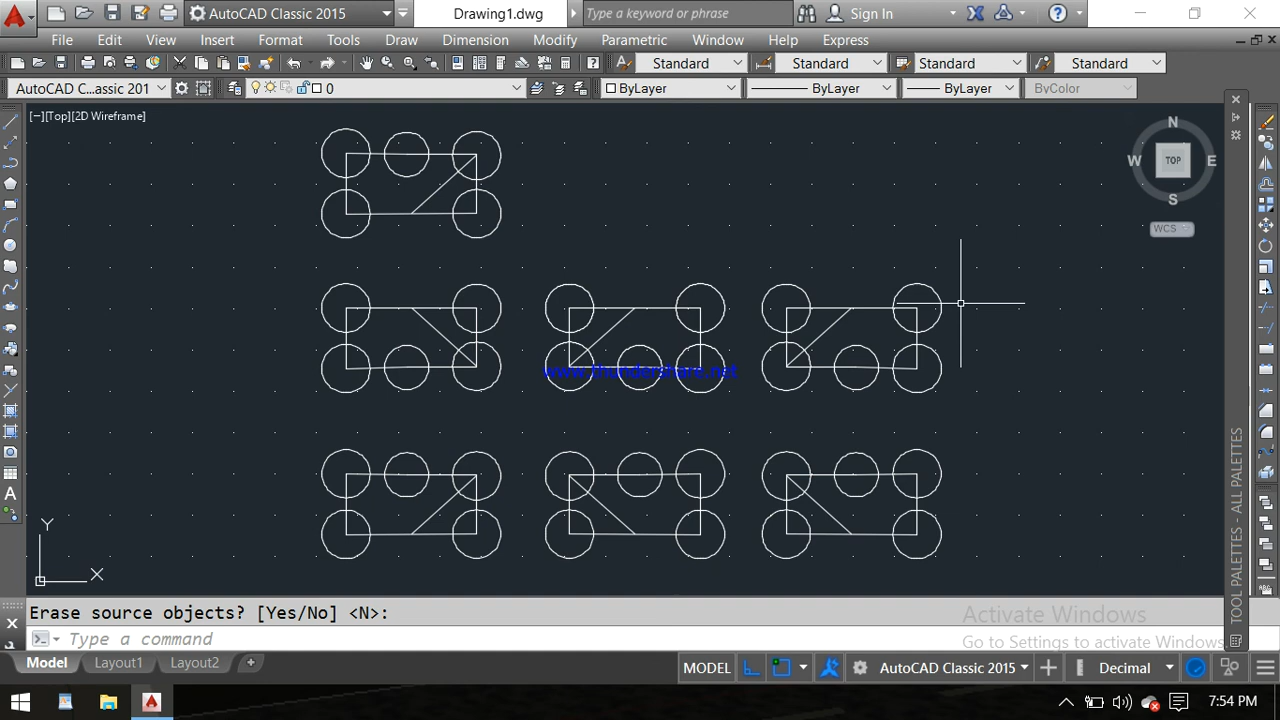 AutoCAD Classic 2015
Drawing1.dwg
Type a keyword or phrase
Sign In
File Edit View Insert Format Tools Draw Dimension Modify Parametric Window Help Express
Standard Standard Standard Standard
AutoCAD C...assic 201 0 ByLayer ByLayer ByLayer ByColor
[−][Top][2D Wireframe]
N
W TOP E
S
WCS
www.thundershare.net
TOOL PALETTES - ALL PALETTES
Y
X
Erase source objects? [Yes/No] <N>:
Type a command
Activate Windows
Go to Settings to activate Windows.
Model Layout1 Layout2
MODEL AutoCAD Classic 2015 Decimal
7:54 PM